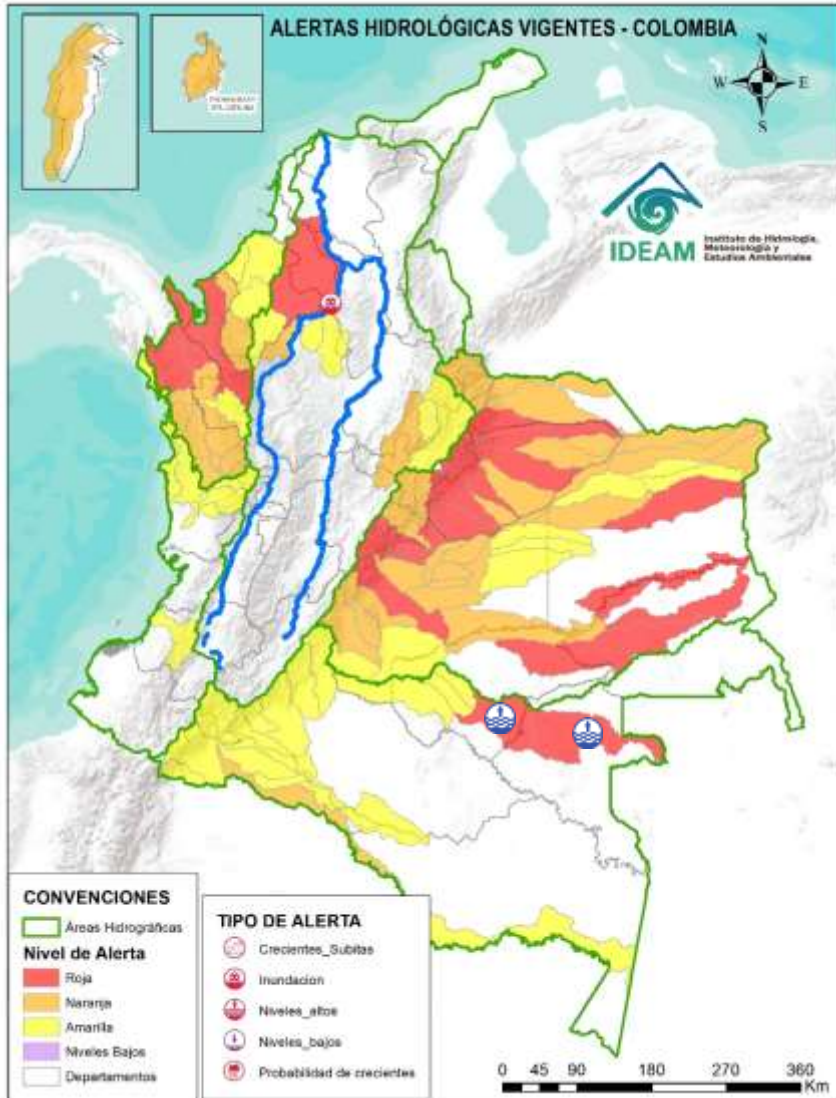 ALERTAS HIDROLÓGICAS VIGENTES - COLOMBIA
N
W
E
S
IDEAM
Instituto de Hidrología,
Meteorología y
Estudios Ambientales
CONVENCIONES
Áreas Hidrográficas
Nivel de Alerta
Roja
Naranja
Amarilla
Niveles Bajos
Departamentos
TIPO DE ALERTA
Crecientes_Subitas
Inundacion
Niveles_altos
Niveles_bajos
Probabilidad de crecientes
0 45 90 180 270 360
Km